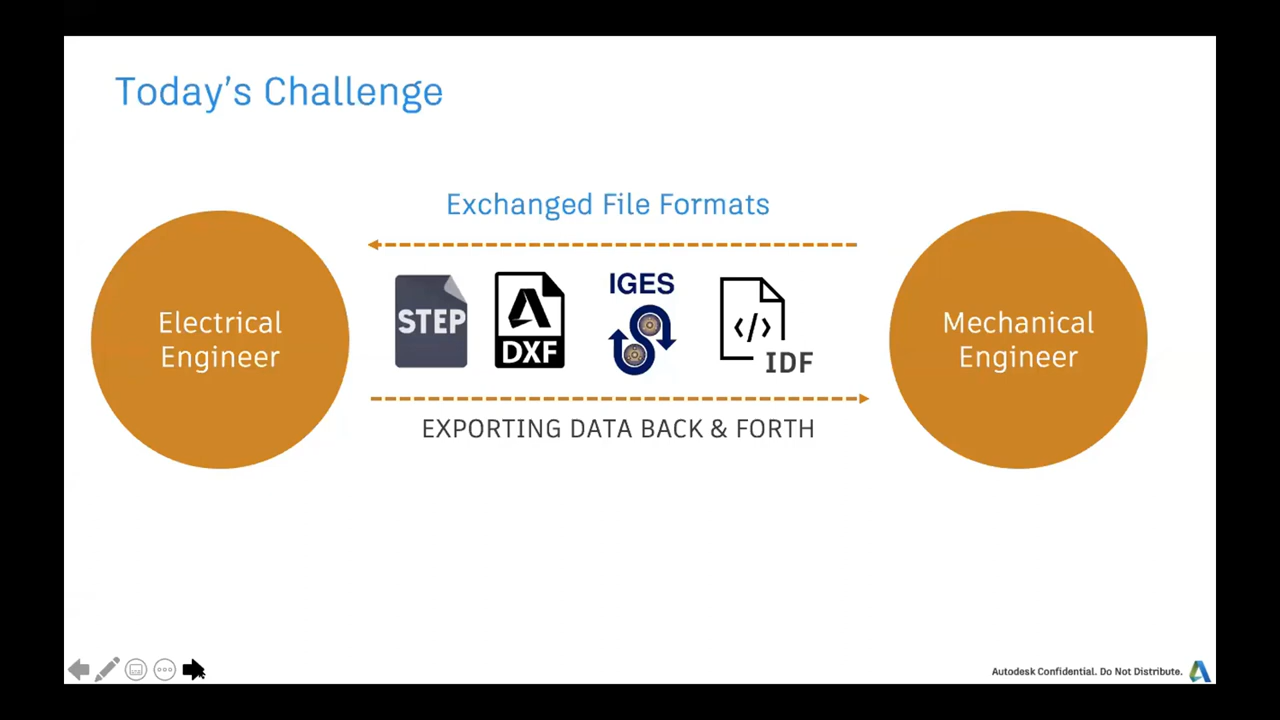 Today's Challenge
Exchanged File Formats
Electrical
Engineer
STEP
DXF
IGES
IDF
Mechanical
Engineer
EXPORTING DATA BACK & FORTH
Autodesk Confidential. Do Not Distribute.